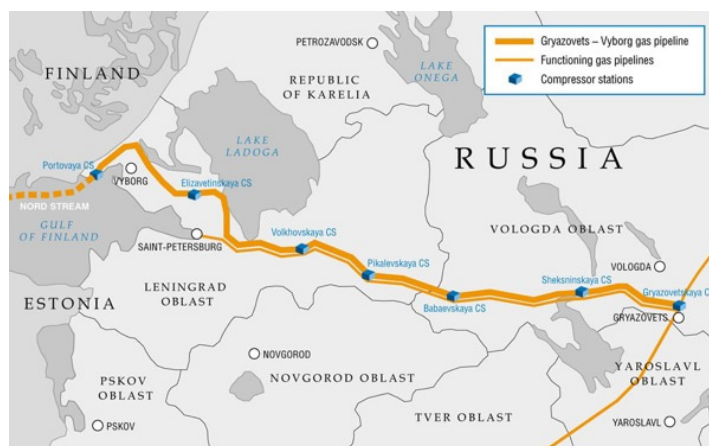 Gryazovets – Vyborg gas pipeline
Functioning gas pipelines
Compressor stations
PETROZAVODSK
FINLAND
REPUBLIC
OF KARELIA
LAKE
ONEGA
LAKE
LADOGA
RUSSIA
Portovaya CS
VYBORG
Elizavetinskaya CS
NORD STREAM
GULF
OF FINLAND
SAINT-PETERSBURG
Volkhovskaya CS
VOLOGDA OBLAST
Pikalevskaya CS
VOLOGDA
Sheksninskaya CS
Gryazovetskaya C
LENINGRAD
OBLAST
Babaevskaya CS
GRYAZOVETS
ESTONIA
NOVGOROD
YAROSLAVL
OBLAST
PSKOV
OBLAST
NOVGOROD OBLAST
TVER OBLAST
PSKOV
YAROSLAVL